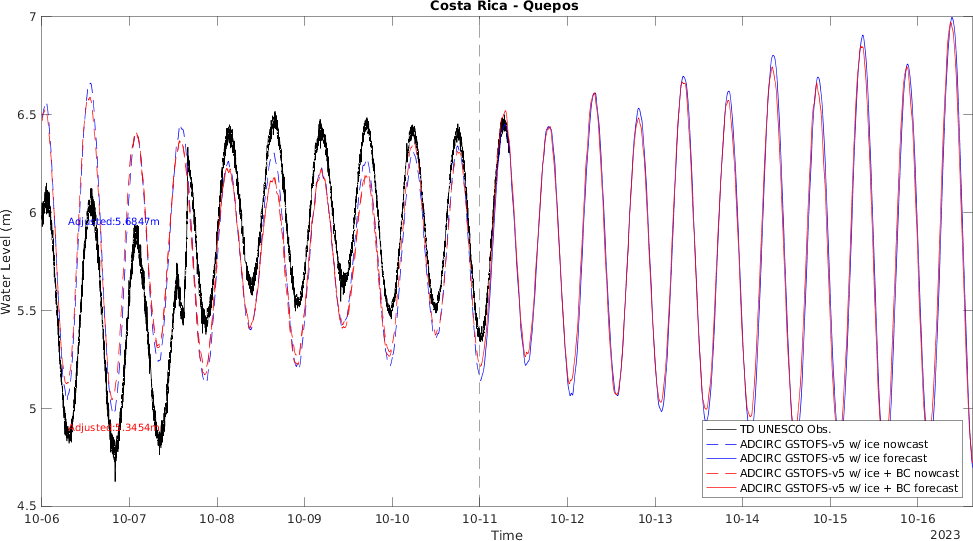 Costa Rica - Quepos
Water Level (m)
7
6.5
6
5.5
5
4.5
Adjusted:5.6847m
Adjusted:5.3454m
TD UNESCO Obs.
ADCIRC GSTOFS-v5 w/ ice nowcast
ADCIRC GSTOFS-v5 w/ ice forecast
ADCIRC GSTOFS-v5 w/ ice + BC nowcast
ADCIRC GSTOFS-v5 w/ ice + BC forecast
10-06 10-07 10-08 10-09 10-10 10-11 10-12 10-13 10-14 10-15 10-16
Time
2023